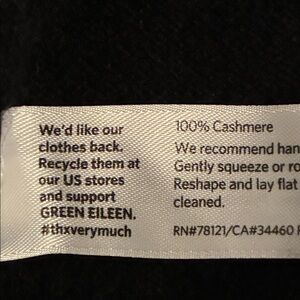 We'd like our
clothes back.
Recycle them at
our US stores
and support
GREEN EILEEN.
#thxverymuch
100% Cashmere
We recommend han
Gently squeeze or ro
Reshape and lay flat
cleaned.
RN#78121/CA#34460